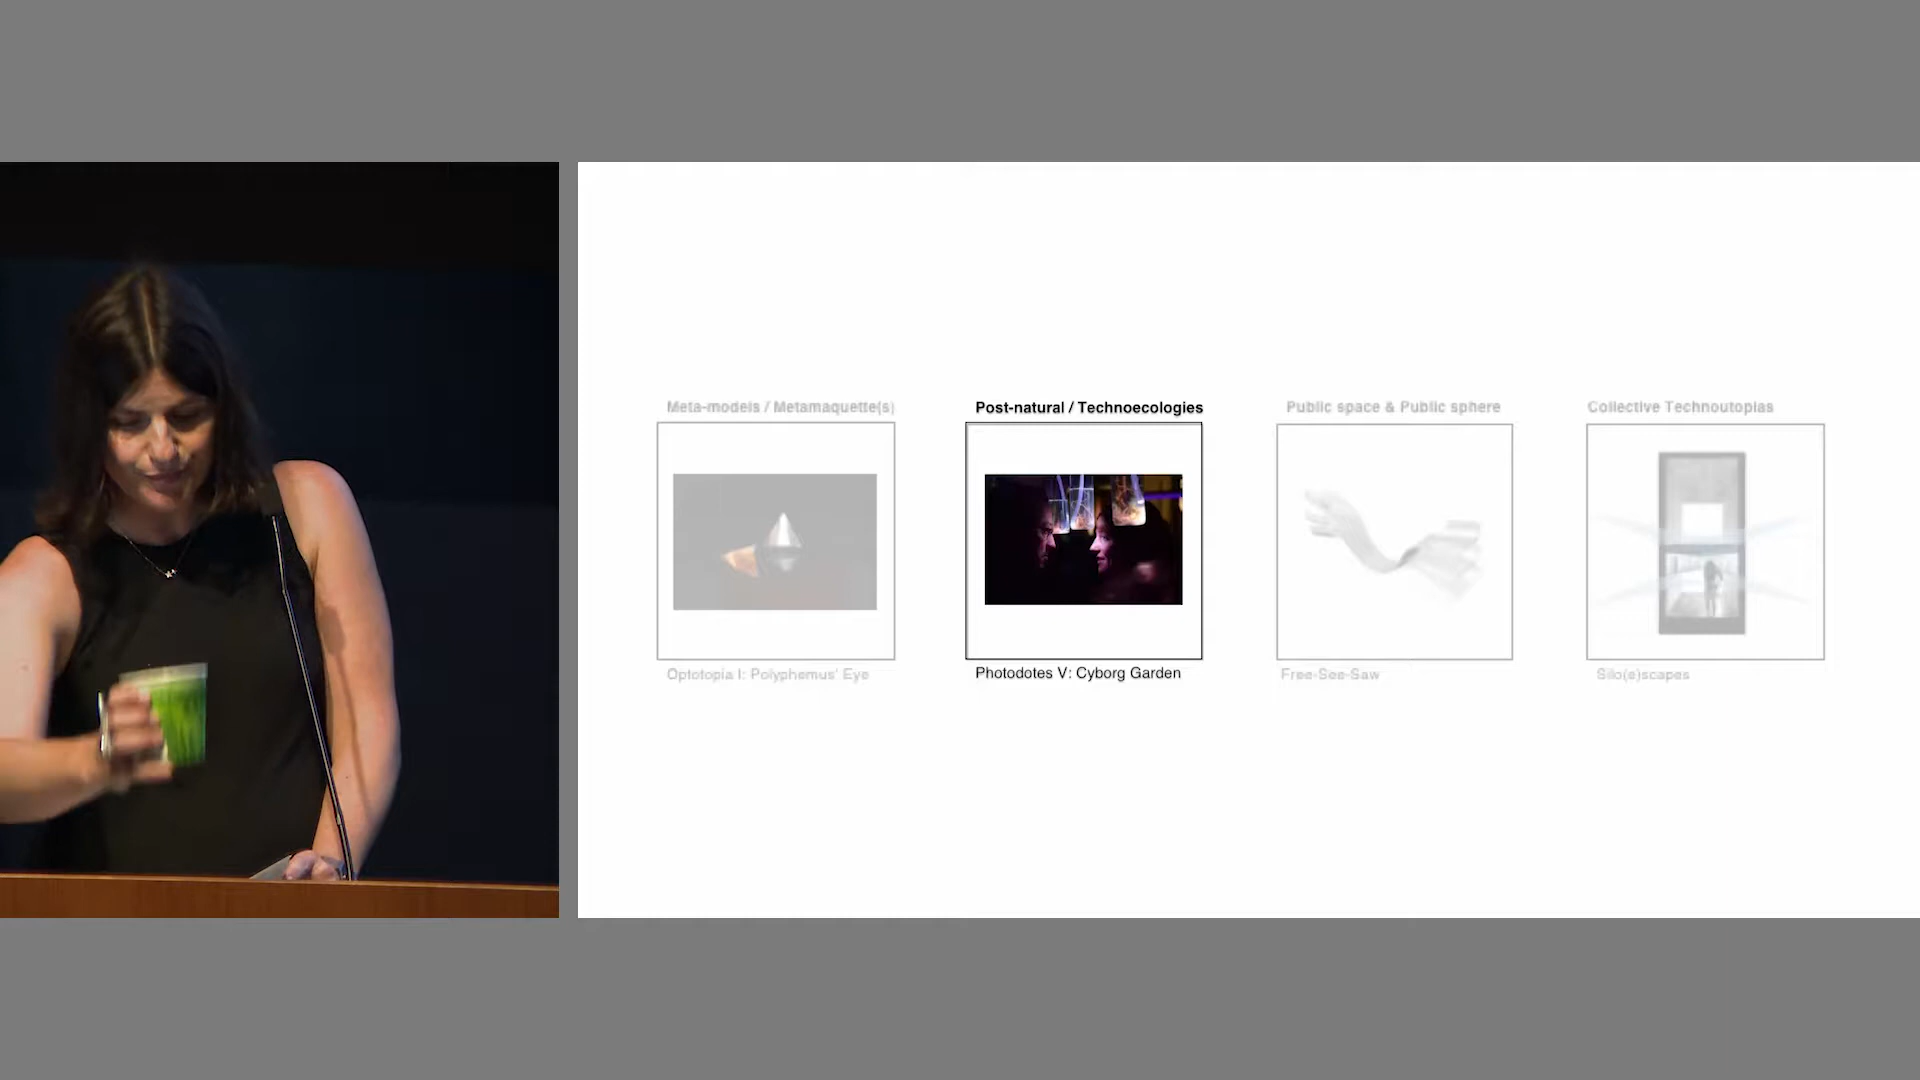 Meta-models / Metamaquette(s)
Post-natural / Technoecologies
Public space & Public sphere
Collective Technoutopias
Optotopia I: Polyphemus' Eye
Photodotes V: Cyborg Garden
Free-See-Saw
Silo(e)scapes